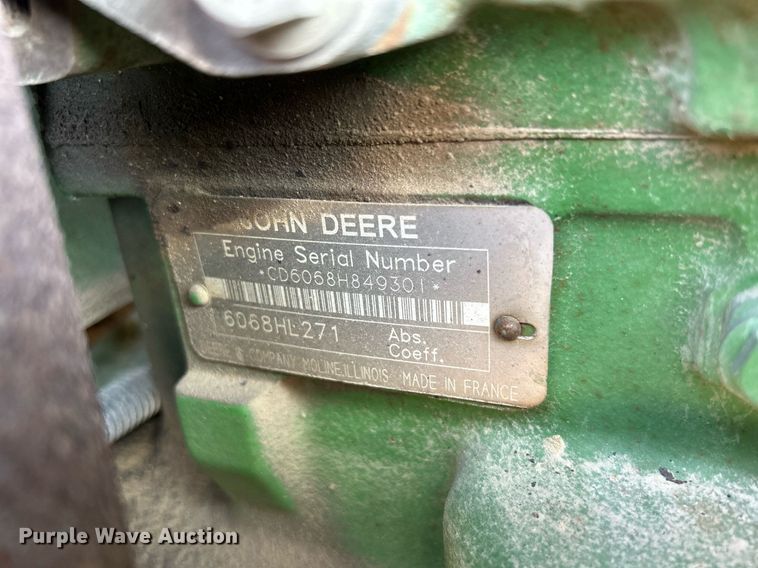 JOHN DEERE
Engine Serial Number
*CD6068H849301*
6068HL271 Abs. Coeff.
& COMPANY MOLINE,ILLINOIS MADE IN FRANCE
Purple Wave Auction